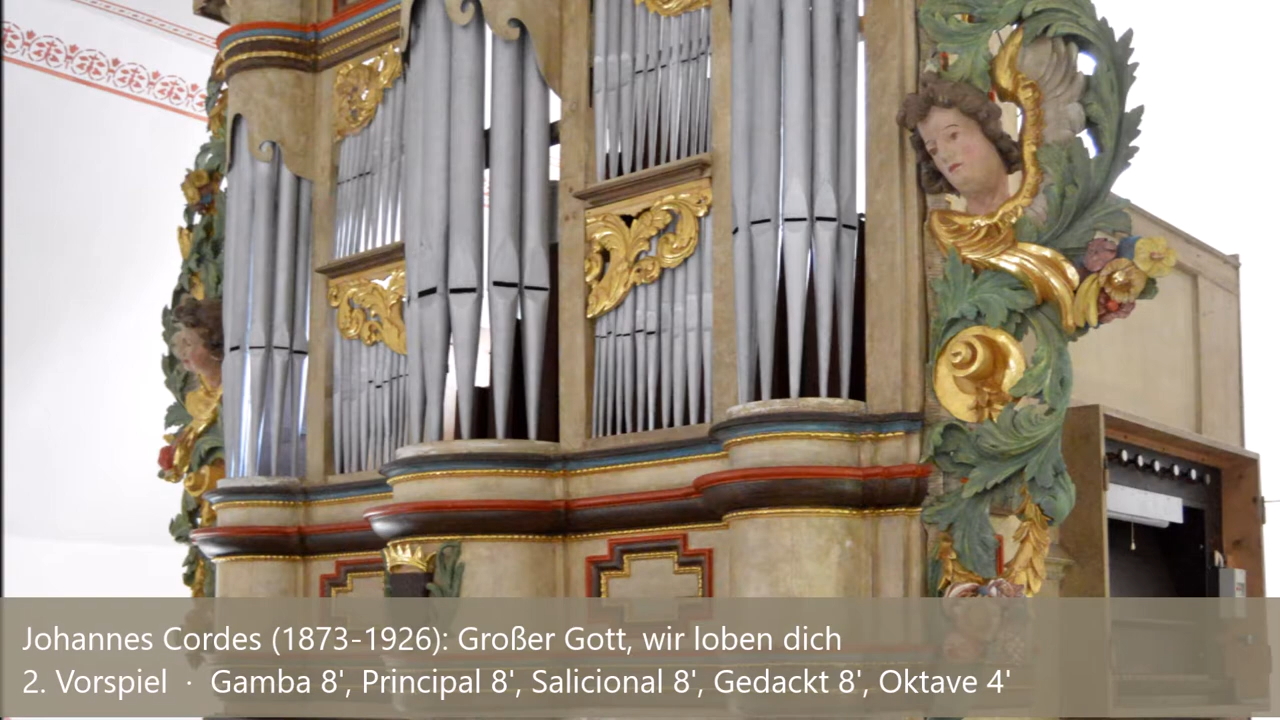 Johannes Cordes (1873-1926): Großer Gott, wir loben dich
2. Vorspiel · Gamba 8', Principal 8', Salicional 8', Gedackt 8', Oktave 4'